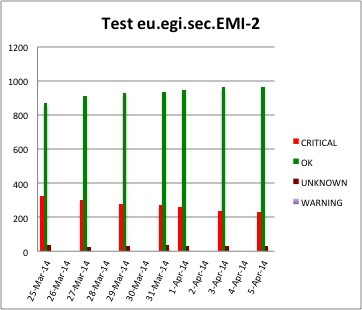 Test eu.egi.sec.EMI-2
1200
1000
800
600
400
200
0
CRITICAL
OK
UNKNOWN
WARNING
25-Mar-14
26-Mar-14
27-Mar-14
28-Mar-14
29-Mar-14
30-Mar-14
31-Mar-14
1-Apr-14
2-Apr-14
3-Apr-14
4-Apr-14
5-Apr-14